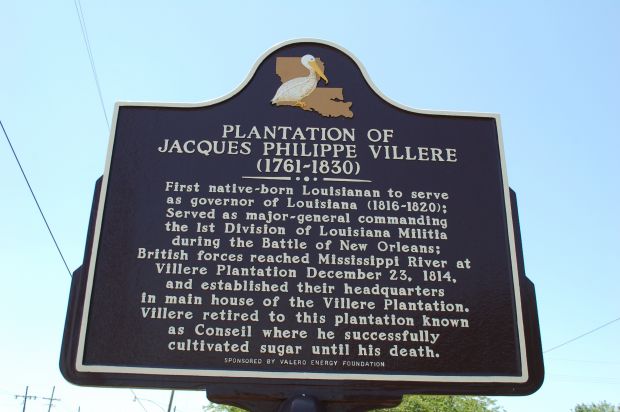 PLANTATION OF
JACQUES PHILIPPE VILLERE
(1761-1830)
First native-born Louisianan to serve
as governor of Louisiana (1816-1820);
Served as major-general commanding
the 1st Division of Louisiana Militia
during the Battle of New Orleans;
British forces reached Mississippi River at
Villere Plantation December 23, 1814,
and established their headquarters
in main house of the Villere Plantation.
Villere retired to this plantation known
as Conseil where he successfully
cultivated sugar until his death.
SPONSORED BY VALERO ENERGY FOUNDATION